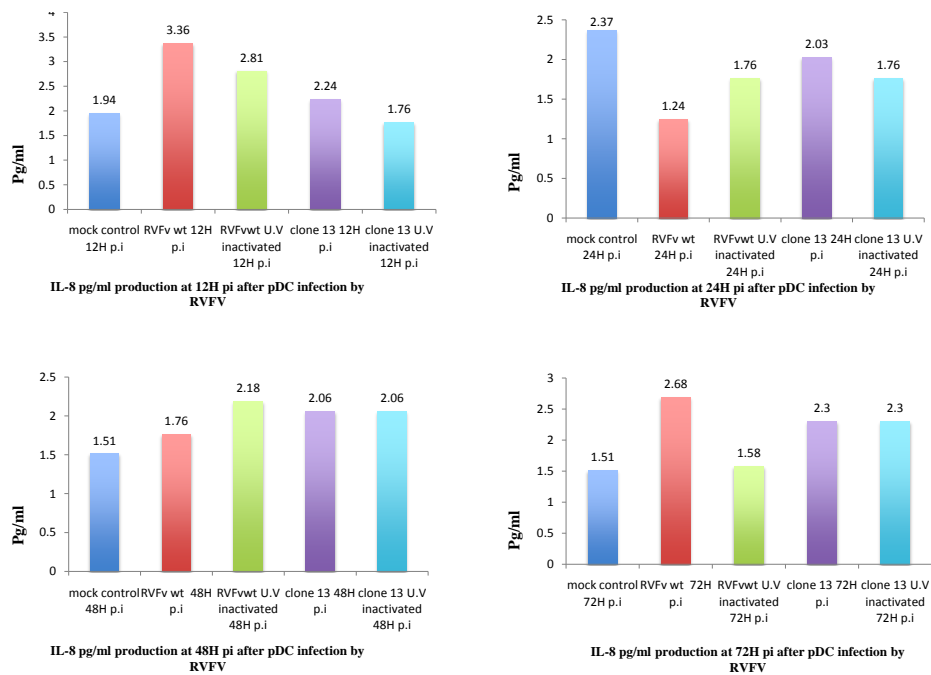 4
3.5
3
2.5
2
3.5
1
0.5
0
Pg/ml
1.94
3.36
2.81
2.24
1.76
mock control RVFv wt 12H RVFvwt U.V clone 13 12H clone 13 U.V
12H p.i p.i inactivated p.i inactivated
12H p.i 12H p.i
IL-8 pg/ml production at 12H pi after pDC infection by
RVFV
2.5
2
1.5
1
0.5
0
Pg/ml
2.37
1.24
1.76
2.03
1.76
mock control RVFv wt RVFvwt U.V clone 13 24H clone 13 U.V
24H p.i 24H p.i inactivated p.i inactivated
24H p.i 24H p.i
IL-8 pg/ml production at 24H pi after pDC infection by
RVFV
2.5
2
1.5
1
0.5
0
Pg/ml
1.51
1.76
2.18
2.06
2.06
mock control RVFv wt 48H RVFvwt U.V clone 13 48H clone 13 U.V
48H p.i p.i inactivated p.i inactivated
48H p.i 48H p.i
IL-8 pg/ml production at 48H pi after pDC infection by
RVFV
3
2.5
2
1.5
1
0.5
0
Pg/ml
1.51
2.68
1.58
2.3
2.3
mock control RVFv wt 72H RVFvwt U.V clone 13 72H clone 13 U.V
72H p.i p.i inactivated p.i inactivated
72H p.i 72H p.i
IL-8 pg/ml production at 72H pi after pDC infection by
RVFV